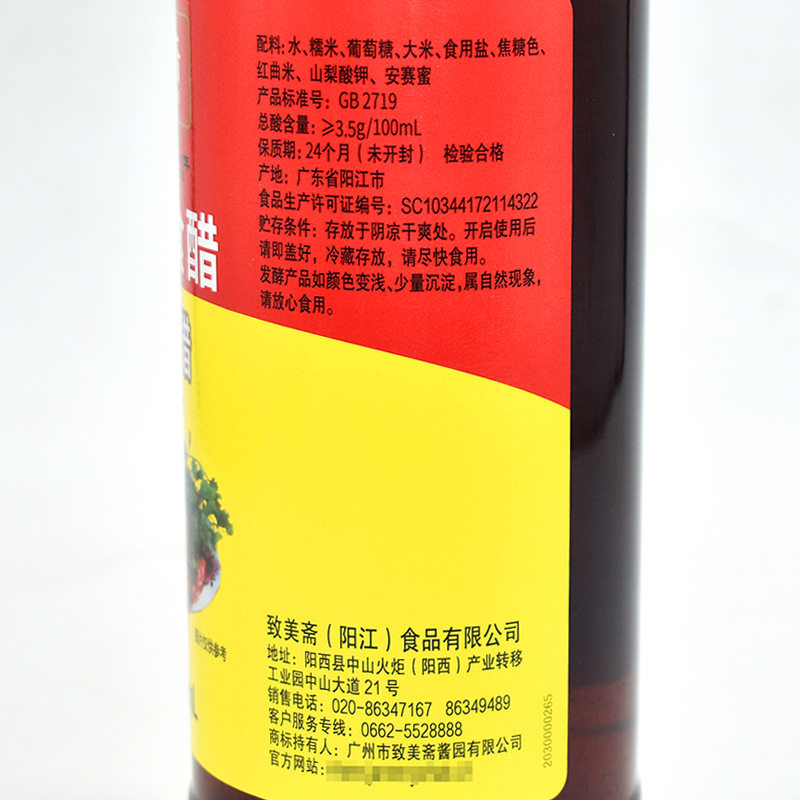 配料：水、糯米、葡萄糖、大米、食用盐、焦糖色、
红曲米、山梨酸钾、安赛蜜
产品标准号：GB 2719
总酸含量：≥3.5g/100mL
保质期：24个月（未开封） 检验合格
产地：广东省阳江市
食品生产许可证编号：SC10344172114322
贮存条件：存放于阴凉干爽处。开启使用后
请即盖好，冷藏存放，请尽快食用。
发酵产品如颜色变浅、少量沉淀，属自然现象，
请放心食用。
醋
醋
图片仅供参考
L
致美斋（阳江）食品有限公司
地址：阳西县中山火炬（阳西）产业转移
工业园中山大道21号
销售电话：020-86347167 86349489
客户服务专线：0662-5528888
商标持有人：广州市致美斋酱园有限公司
官方网站：
2030000265